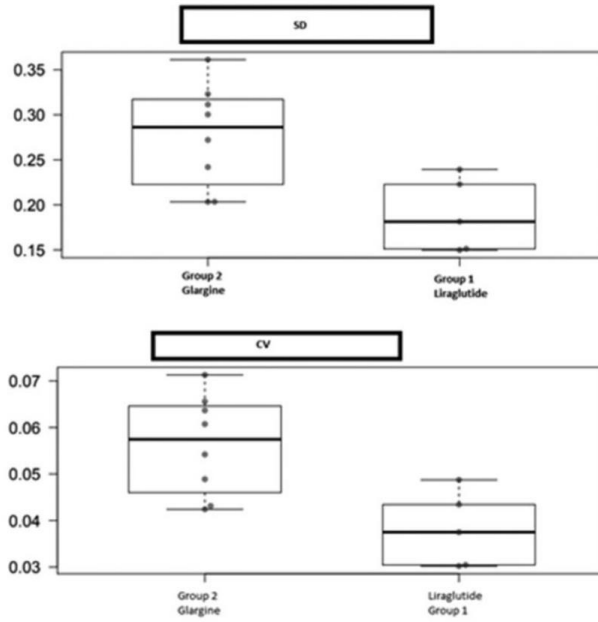 SD
0.35
0.30
0.25
0.20
0.15
Group 2
Glargine
Group 1
Liraglutide
CV
0.07
0.06
0.05
0.04
0.03
Group 2
Glargine
Liraglutide
Group 1